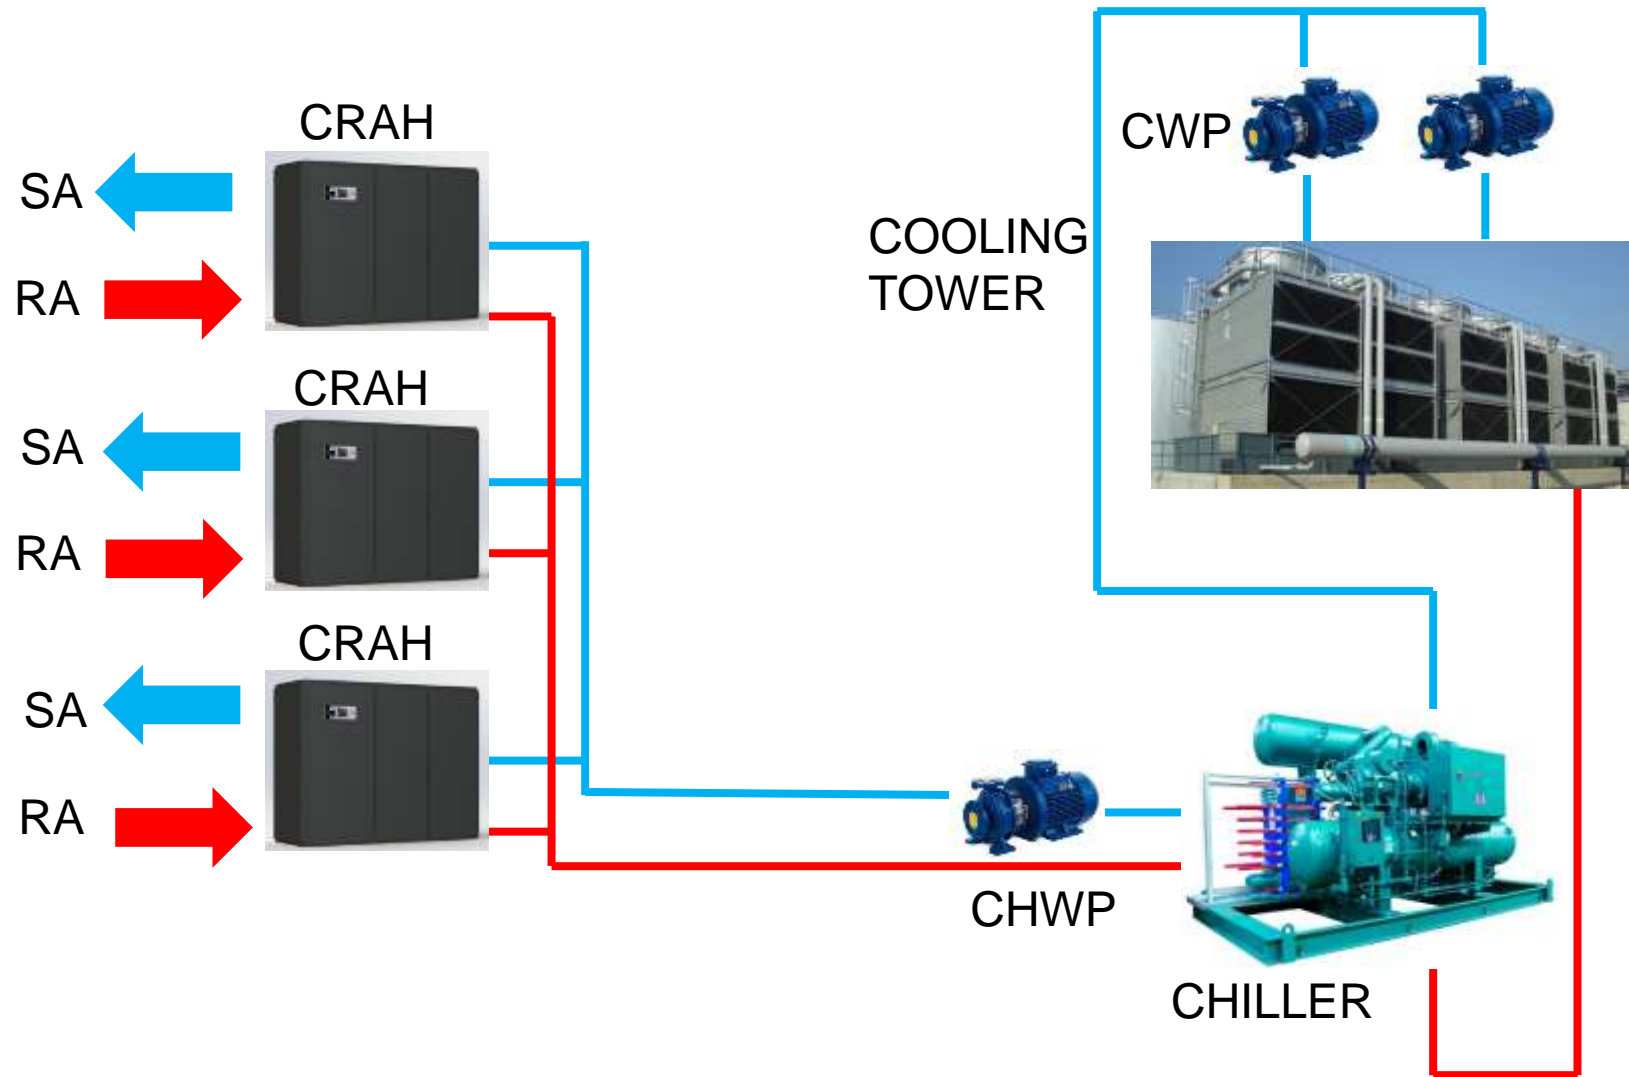 CRAH
SA
RA
CRAH
SA
RA
CRAH
SA
RA
CWP
COOLING
TOWER
CHWP
CHILLER